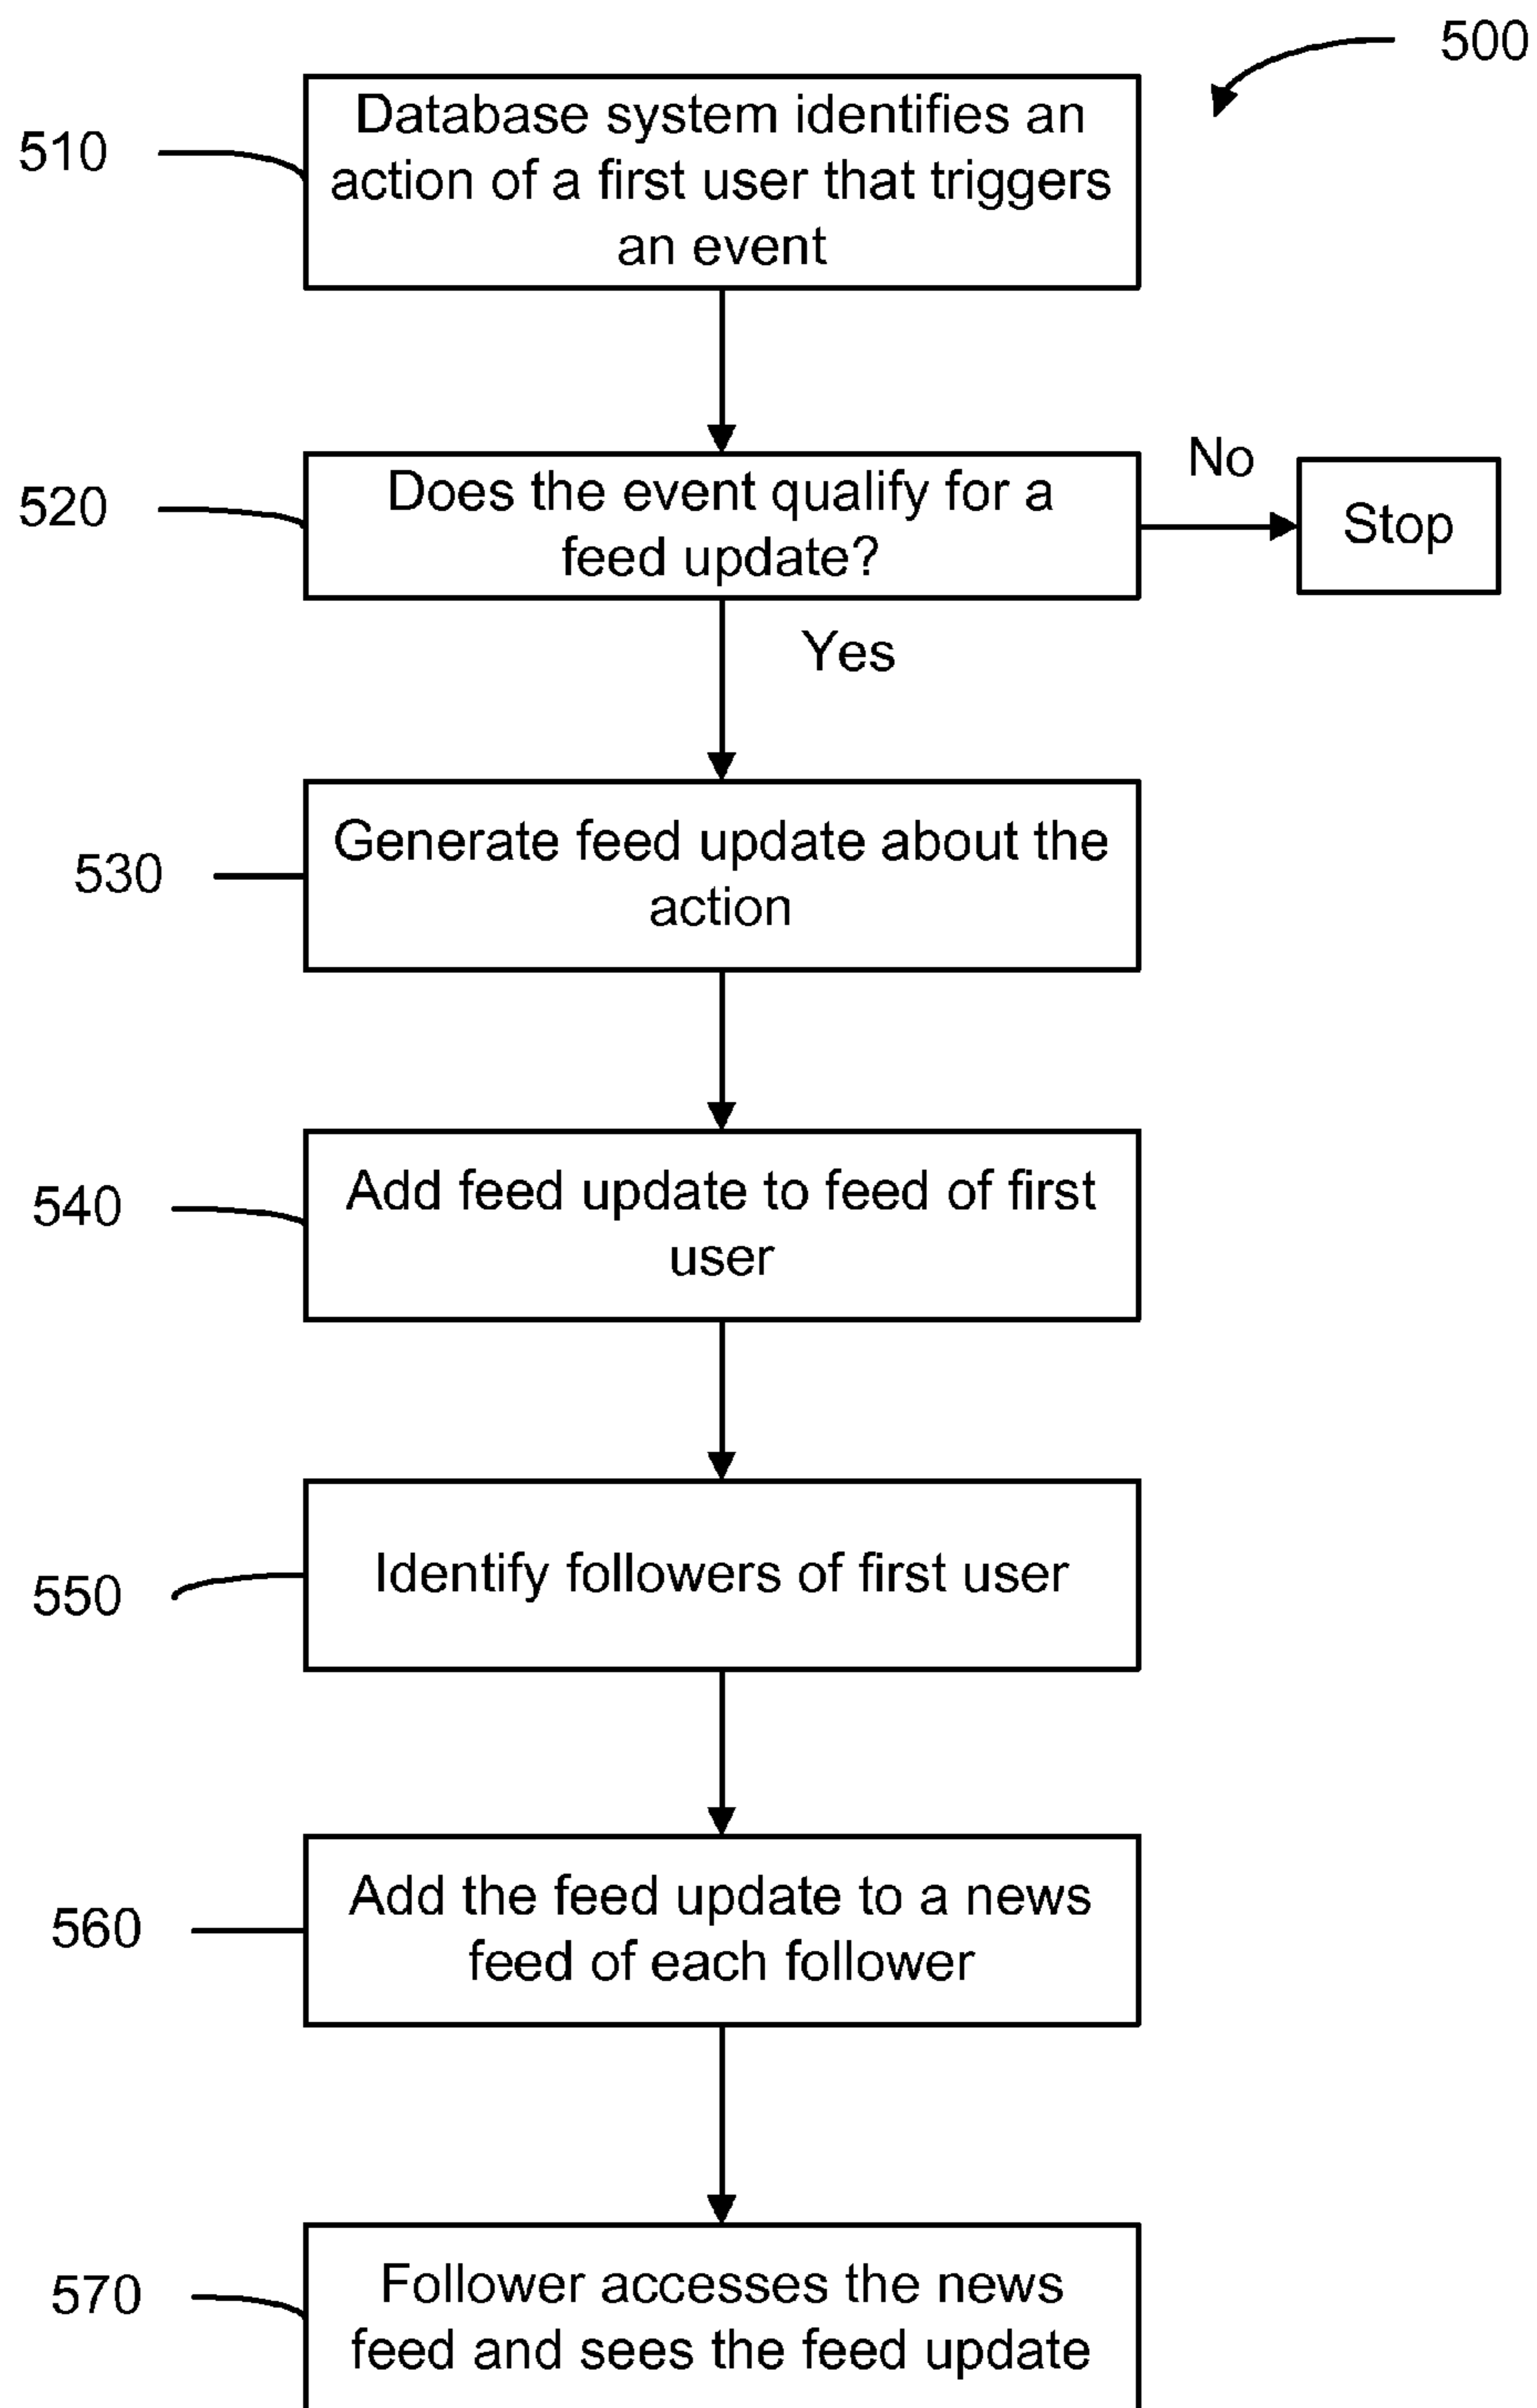 500
510
Database system identifies an
action of a first user that triggers
an event
520
Does the event qualify for a
feed update?
No
Stop
Yes
530
Generate feed update about the
action
540
Add feed update to feed of first
user
550
Identify followers of first user
560
Add the feed update to a news
feed of each follower
570
Follower accesses the news
feed and sees the feed update